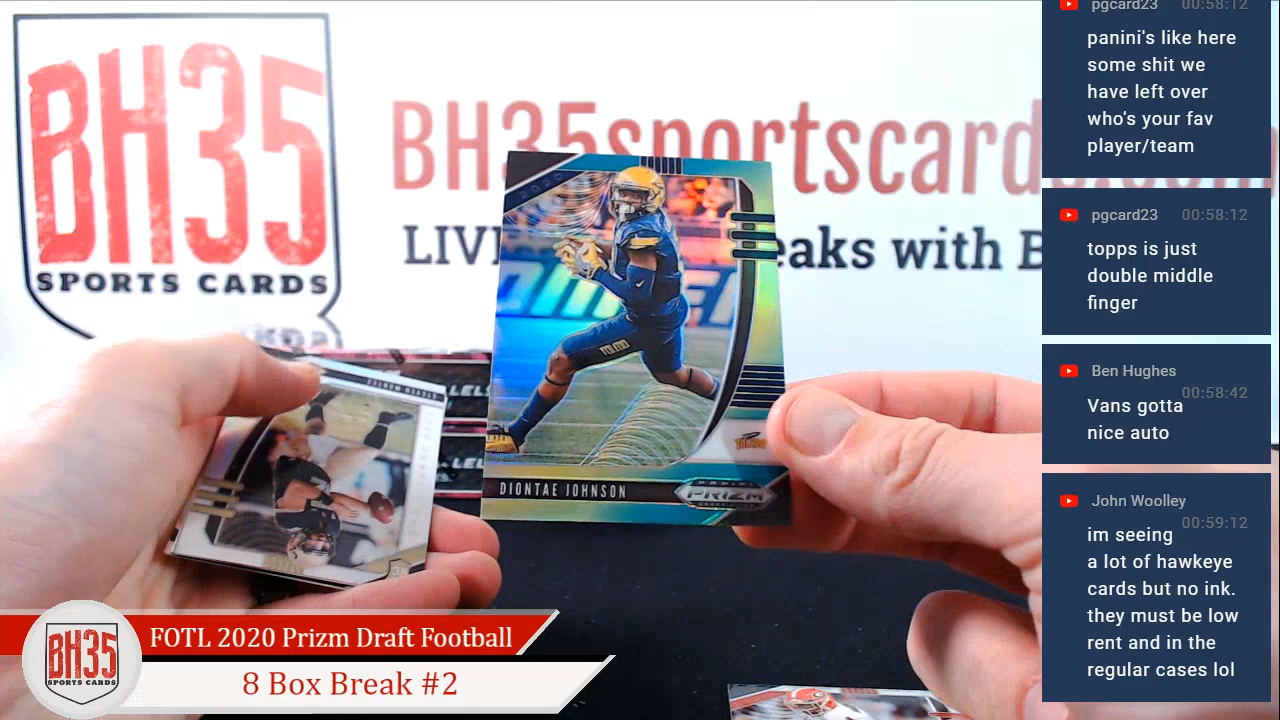 BH35
SPORTS CARDS
BH35sportscard
LIV
eaks with B
DIONTAE JOHNSON
PRIZM
FOTL 2020 Prizm Draft Football
8 Box Break #2
BH35
SPORTS CARDS
pgcard23 00:58:12
panini's like here
some shit we
have left over
who's your fav
player/team
pgcard23 00:58:12
topps is just
double middle
finger
Ben Hughes
00:58:42
Vans gotta
nice auto
John Woolley
00:59:12
im seeing
a lot of hawkeye
cards but no ink.
they must be low
rent and in the
regular cases lol